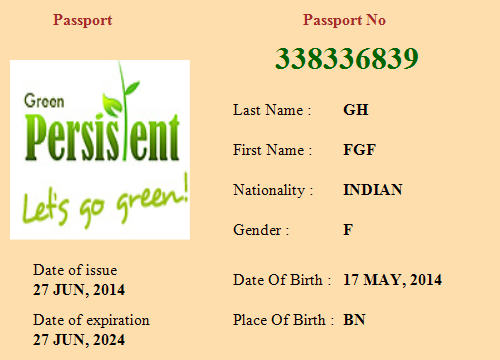 Passport
Passport No
338336839
Green
Persistent
Let's go green!
Last Name : GH
First Name : FGF
Nationality : INDIAN
Gender : F
Date of issue
27 JUN, 2014
Date Of Birth : 17 MAY, 2014
Date of expiration
27 JUN, 2024
Place Of Birth : BN